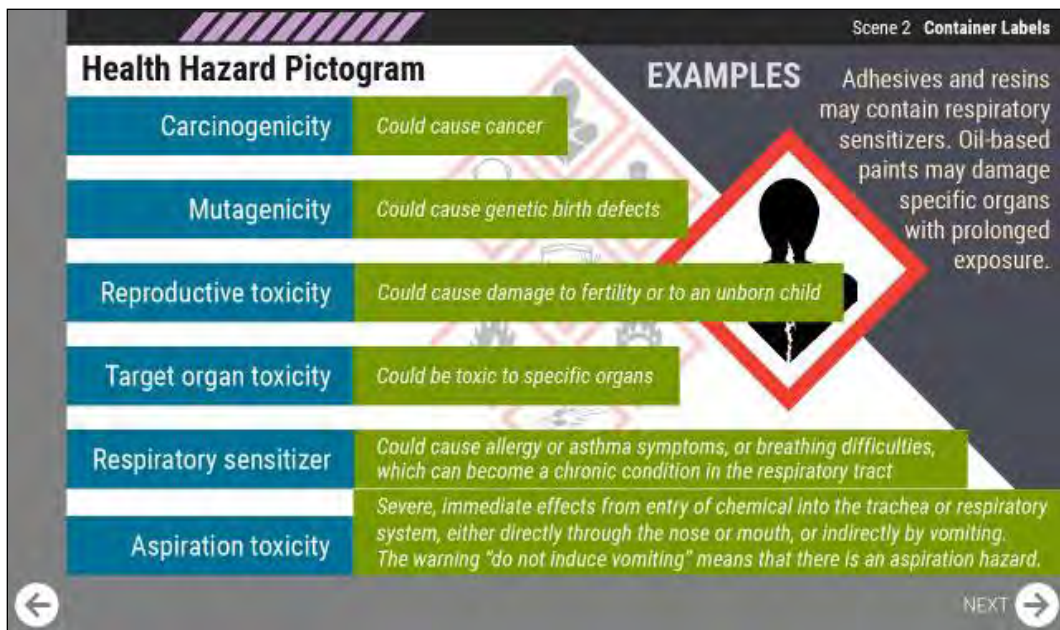 Scene 2 Container Labels
Health Hazard Pictogram
EXAMPLES
Adhesives and resins
may contain respiratory
sensitizers. Oil-based
paints may damage
specific organs
with prolonged
exposure.
Carcinogenicity
Could cause cancer
Mutagenicity
Could cause genetic birth defects
Reproductive toxicity
Could cause damage to fertility or to an unborn child
Target organ toxicity
Could be toxic to specific organs
Respiratory sensitizer
Could cause allergy or asthma symptoms, or breathing difficulties,
which can become a chronic condition in the respiratory tract
Aspiration toxicity
Severe, immediate effects from entry of chemical into the trachea or respiratory
system, either directly through the nose or mouth, or indirectly by vomiting.
The warning "do not induce vomiting" means that there is an aspiration hazard.
NEXT